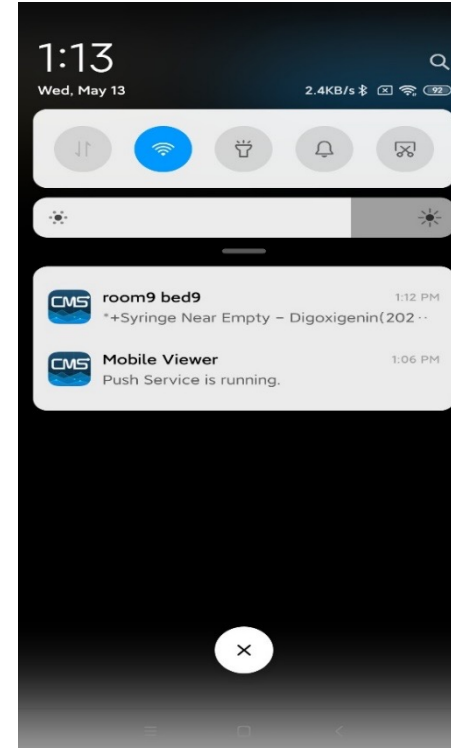 1:13
Wed, May 13
2.4KB/s
92
CMS
room9 bed9
1:12 PM
*+Syringe Near Empty – Digoxigenin(202 ··
CMS
Mobile Viewer
1:06 PM
Push Service is running.